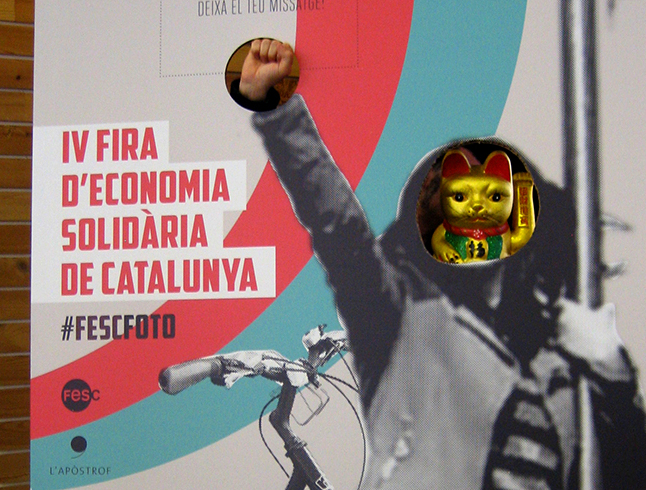 DEIXA EL TEU MISSATGE!
IV FIRA
D'ECONOMIA
SOLIDÀRIA
DE CATALUNYA
#FESCFOTO
FESC
L'APÒSTROF